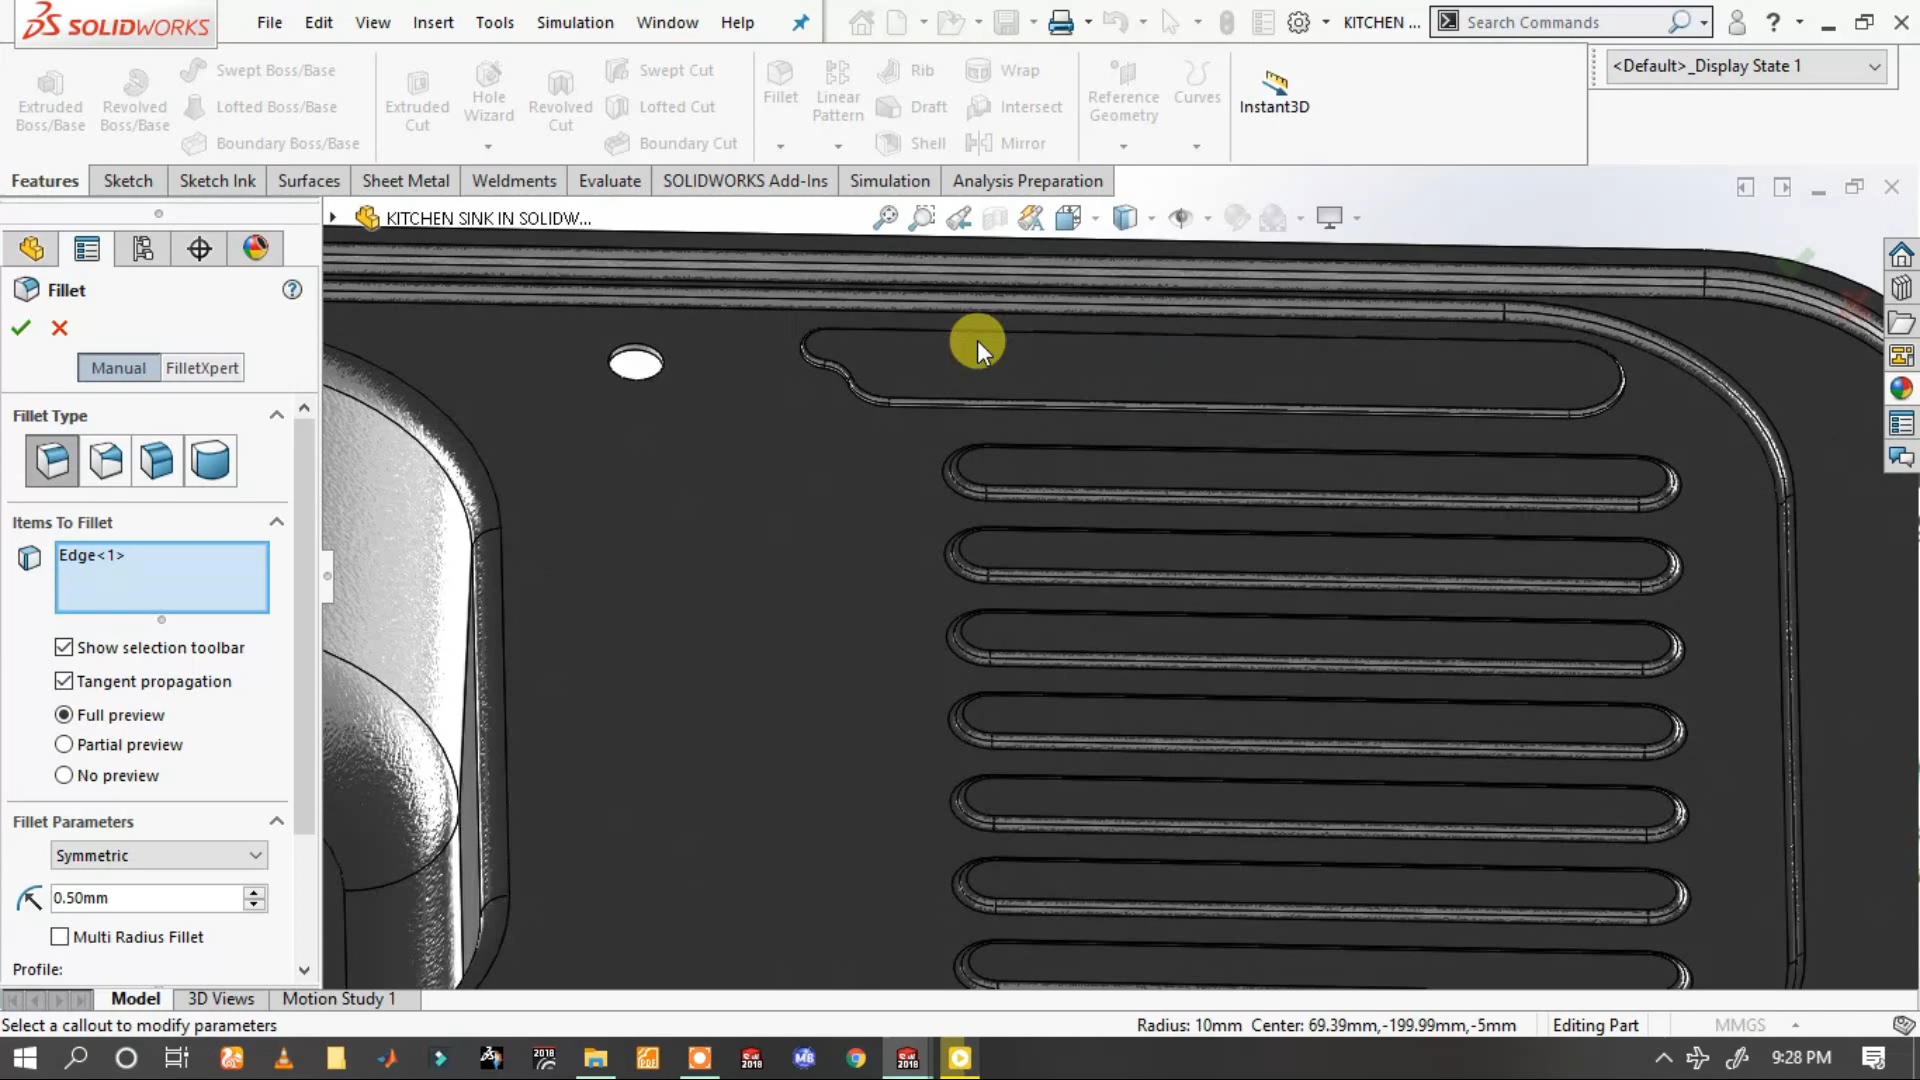 SOLIDWORKS File Edit View Insert Tools Simulation Window Help KITCHEN ... Search Commands ?
Extruded Boss/Base
Revolved Boss/Base
Swept Boss/Base
Lofted Boss/Base
Boundary Boss/Base
Extruded Cut
Hole Wizard
Revolved Cut
Swept Cut
Lofted Cut
Boundary Cut
Fillet
Linear Pattern
Rib
Draft
Shell
Wrap
Intersect
Mirror
Reference Geometry
Curves
Instant3D
<Default>_Display State 1
Features Sketch Sketch Ink Surfaces Sheet Metal Weldments Evaluate SOLIDWORKS Add-Ins Simulation Analysis Preparation
KITCHEN SINK IN SOLIDW...
Fillet
Manual FilletXpert
Fillet Type
Items To Fillet
Edge<1>
Show selection toolbar
Tangent propagation
Full preview
Partial preview
No preview
Fillet Parameters
Symmetric
0.50mm
Multi Radius Fillet
Profile:
Model 3D Views Motion Study 1
Select a callout to modify parameters Radius: 10mm Center: 69.39mm,-199.99mm,-5mm Editing Part MMGS
9:28 PM